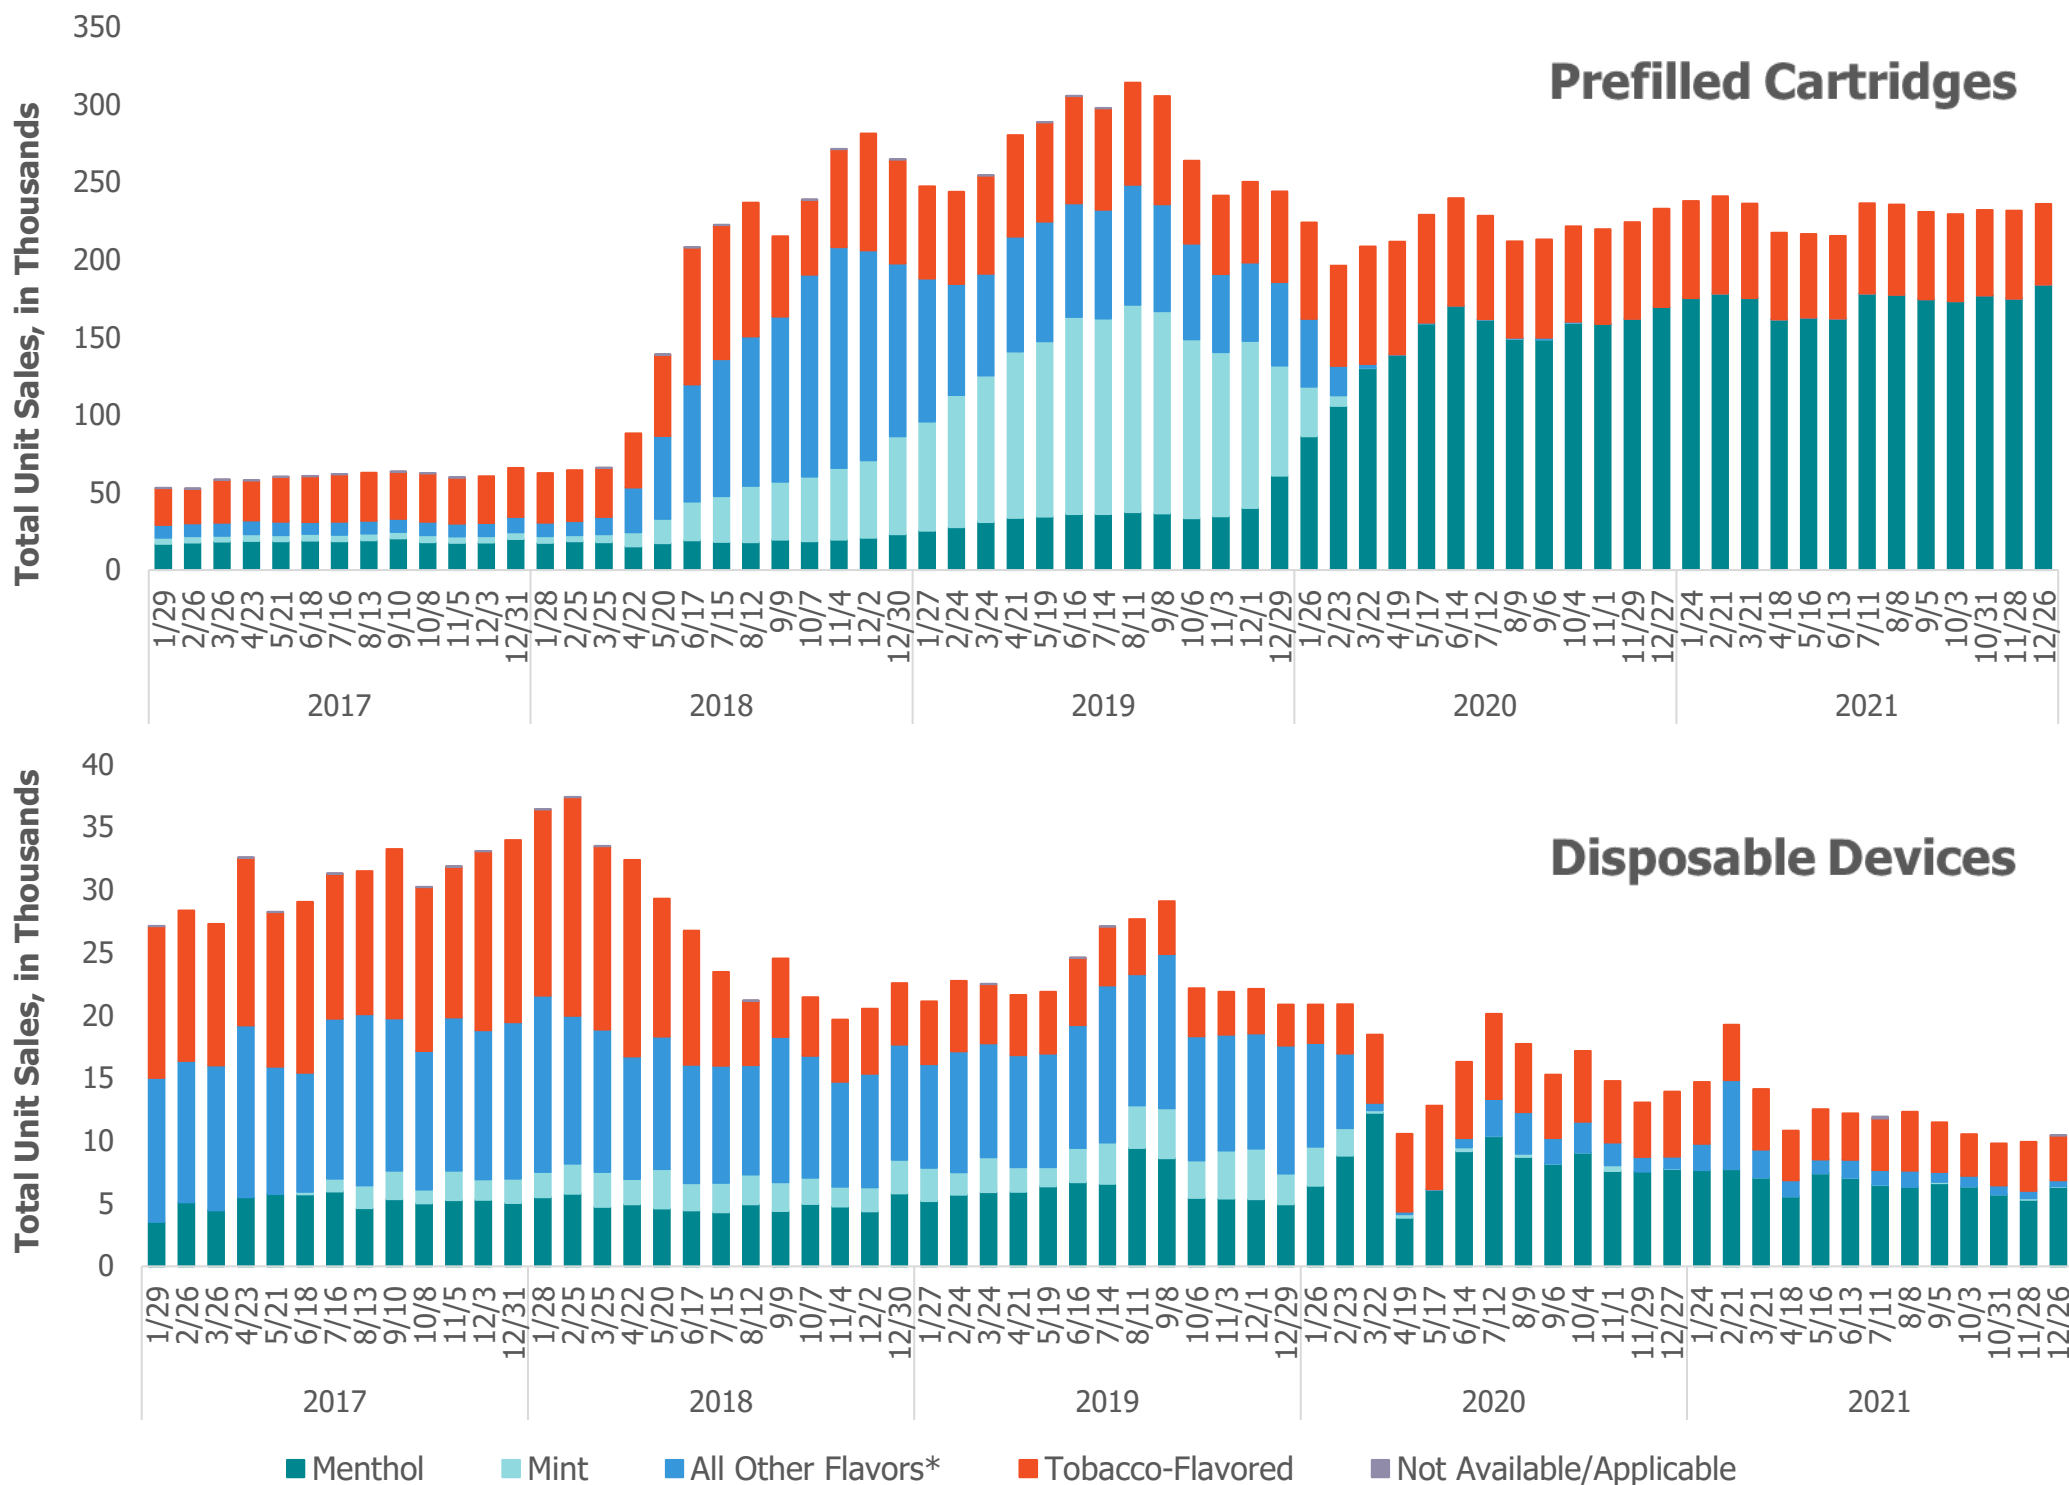 Prefilled Cartridges
Total Unit Sales, in Thousands
350
300
250
200
150
100
50
0
1/29 2/26 3/26 4/23 5/21 6/18 7/16 8/13 9/10 10/8 11/5 12/3 12/31 1/28 2/25 3/25 4/22 5/20 6/17 7/15 8/12 9/9 10/7 11/4 12/2 12/30 1/27 2/24 3/24 4/21 5/19 6/16 7/14 8/11 9/8 10/6 11/3 12/1 12/29 1/26 2/23 3/22 4/19 5/17 6/14 7/12 8/9 9/6 10/4 11/1 11/29 12/27 1/24 2/21 3/21 4/18 5/16 6/13 7/11 8/8 9/5 10/3 10/31 11/28 12/26
2017 2018 2019 2020 2021
Disposable Devices
Total Unit Sales, in Thousands
40
35
30
25
20
15
10
5
0
1/29 2/26 3/26 4/23 5/21 6/18 7/16 8/13 9/10 10/8 11/5 12/3 12/31 1/28 2/25 3/25 4/22 5/20 6/17 7/15 8/12 9/9 10/7 11/4 12/2 12/30 1/27 2/24 3/24 4/21 5/19 6/16 7/14 8/11 9/8 10/6 11/3 12/1 12/29 1/26 2/23 3/22 4/19 5/17 6/14 7/12 8/9 9/6 10/4 11/1 11/29 12/27 1/24 2/21 3/21 4/18 5/16 6/13 7/11 8/8 9/5 10/3 10/31 11/28 12/26
2017 2018 2019 2020 2021
Menthol Mint All Other Flavors* Tobacco-Flavored Not Available/Applicable